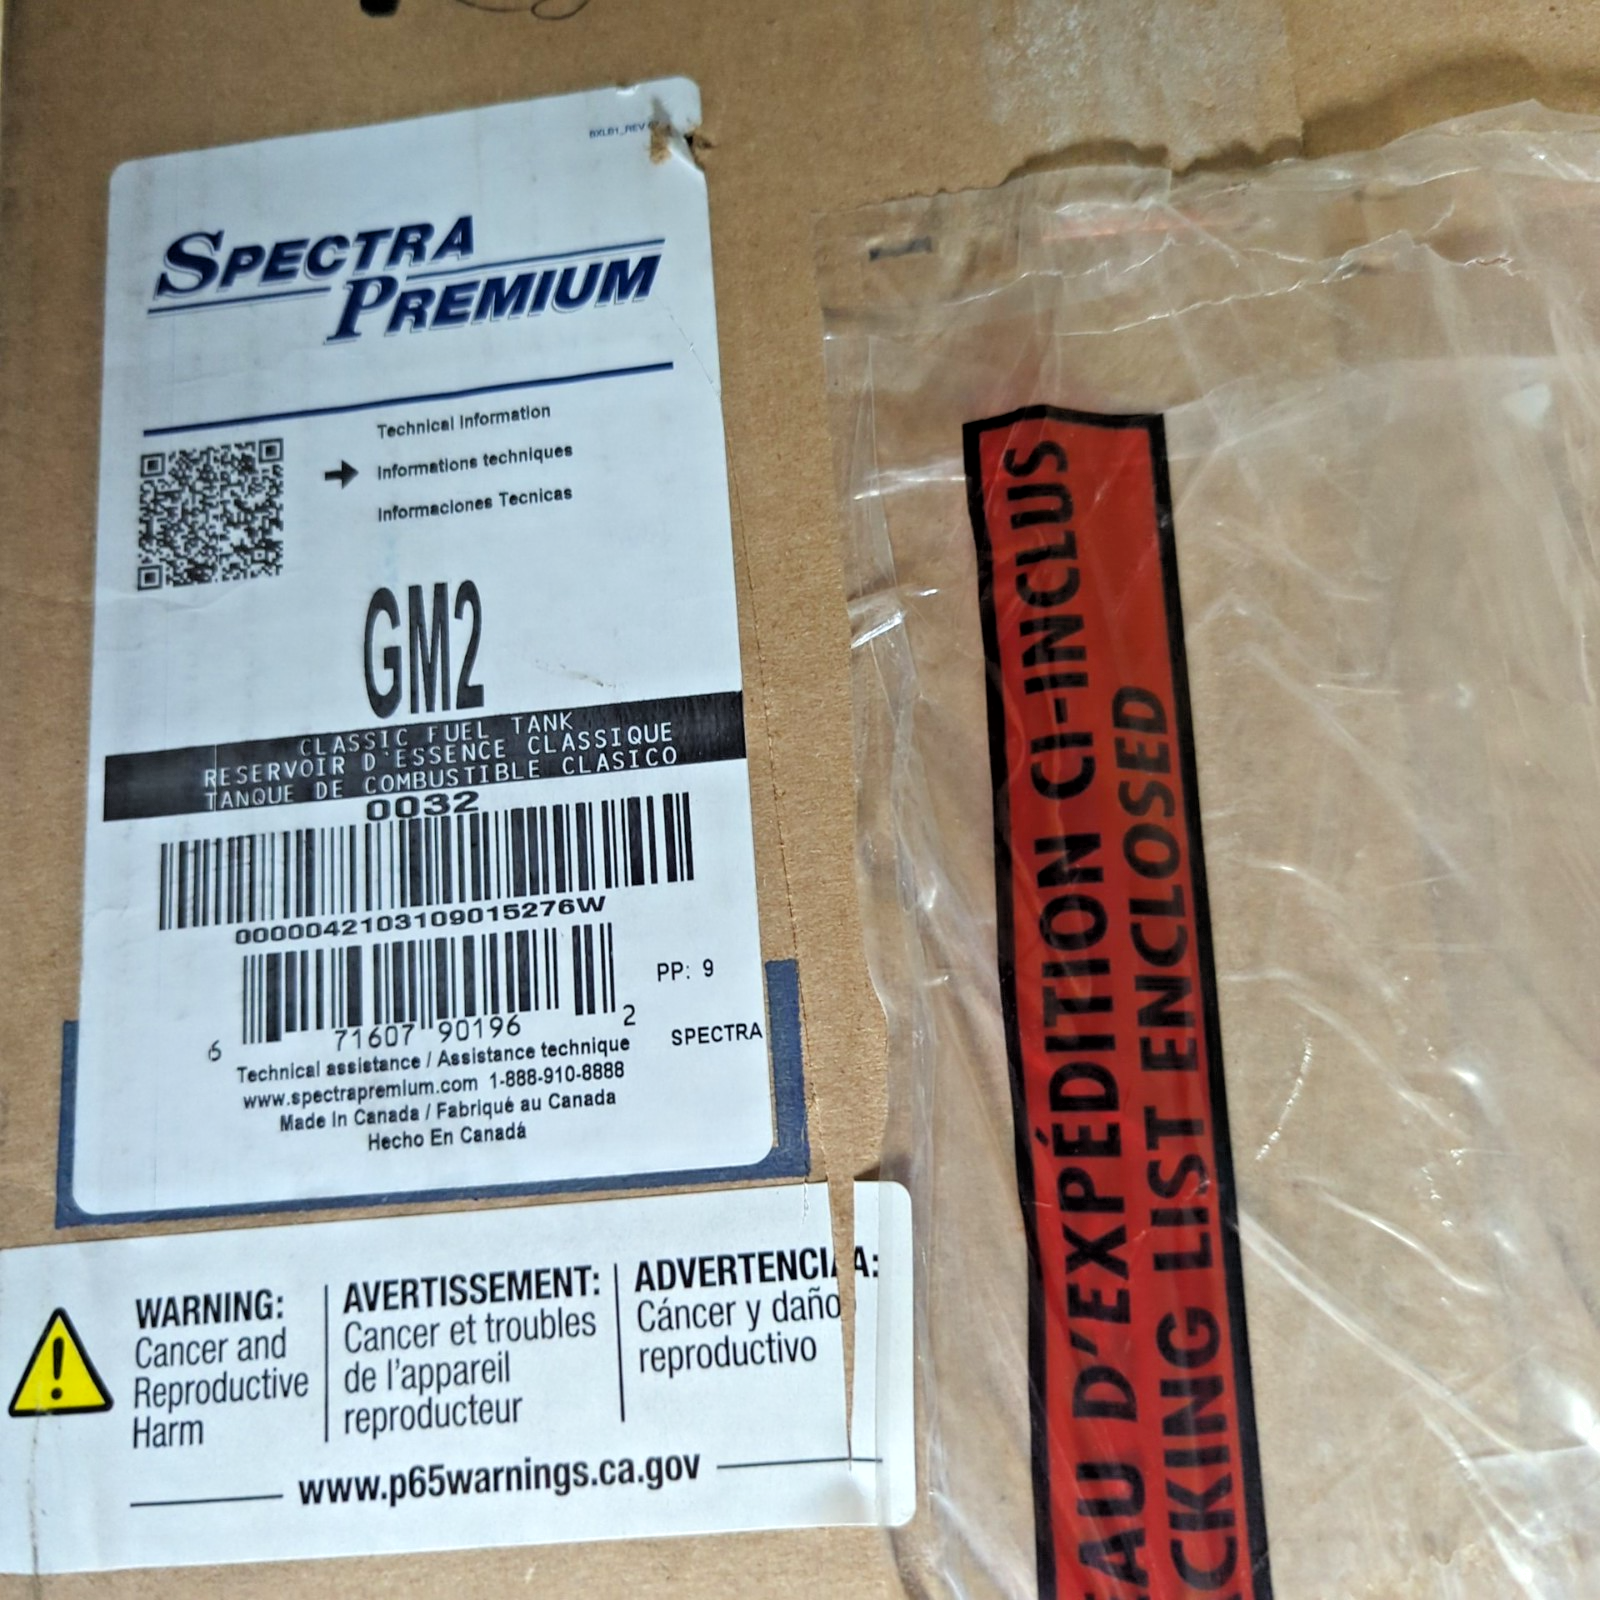 BXLB1_REV
SPECTRA
PREMIUM
Technical Information
Informations techniques
Informaciones Tecnicas
GM2
CLASSIC FUEL TANK
RESERVOIR D'ESSENCE CLASSIQUE
TANQUE DE COMBUSTIBLE CLASICO
0032
0000042103109015276W
PP: 9
6 71607 90196 2
SPECTRA
Technical assistance / Assistance technique
www.spectrapremium.com 1-888-910-8888
Made In Canada / Fabriqué au Canada
Hecho En Canadá
WARNING:
Cancer and
Reproductive
Harm
AVERTISSEMENT:
Cancer et troubles
de l'appareil
reproducteur
ADVERTENCIA:
Cáncer y daño
reproductivo
www.p65warnings.ca.gov
EAU D'EXPÉDITION CI-INCLUS
CKING LIST ENCLOSED